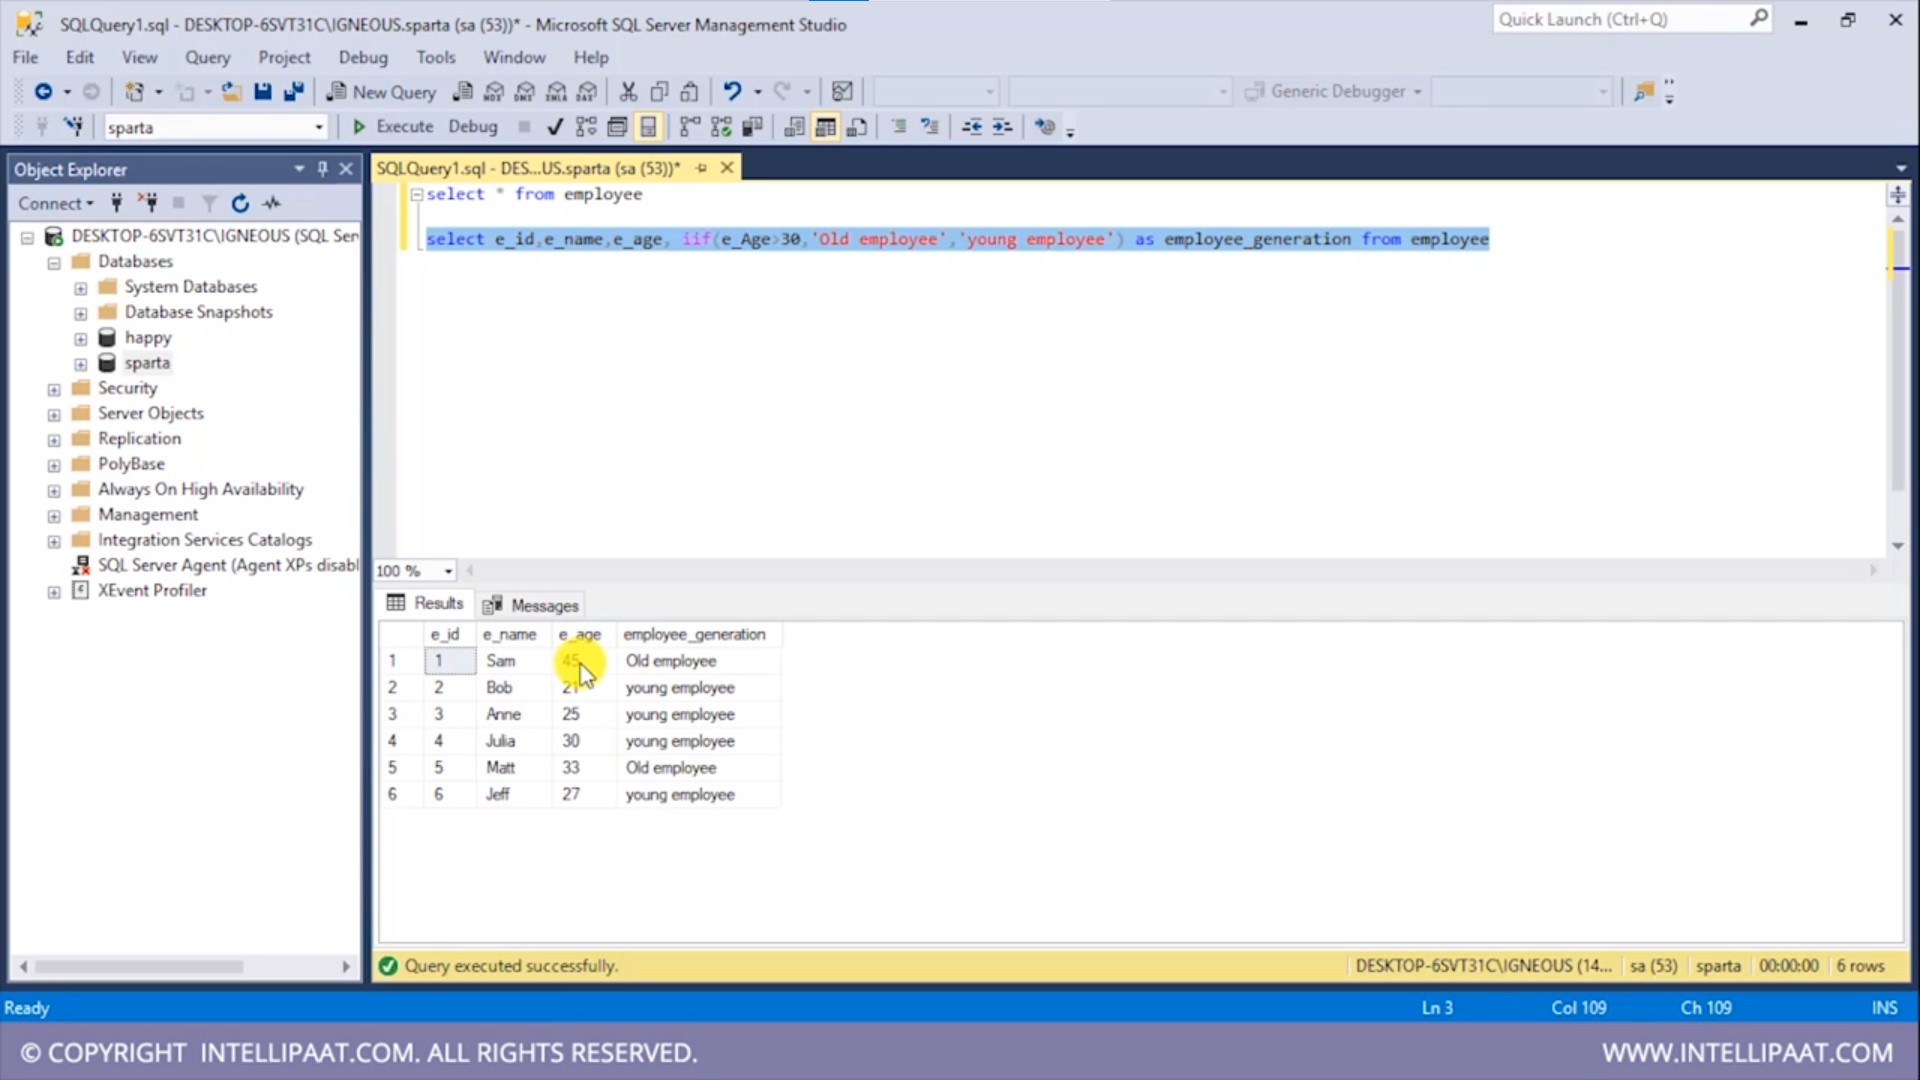 SQLQuery1.sql - DESKTOP-6SVT31C\IGNEOUS.sparta (sa (53))* - Microsoft SQL Server Management Studio
Quick Launch (Ctrl+Q)
File Edit View Query Project Debug Tools Window Help
New Query MDX DMX XMLA DAX Generic Debugger
sparta Execute Debug
Object Explorer
Connect
DESKTOP-6SVT31C\IGNEOUS (SQL Ser
Databases
System Databases
Database Snapshots
happy
sparta
Security
Server Objects
Replication
PolyBase
Always On High Availability
Management
Integration Services Catalogs
SQL Server Agent (Agent XPs disabl
XEvent Profiler
SQLQuery1.sql - DES...US.sparta (sa (53))*
select * from employee
select e_id,e_name,e_age, iif(e_Age>30,'Old employee','young employee') as employee_generation from employee
100 %
Results Messages
e_id e_name e_age employee_generation
1 1 Sam 45 Old employee
2 2 Bob 21 young employee
3 3 Anne 25 young employee
4 4 Julia 30 young employee
5 5 Matt 33 Old employee
6 6 Jeff 27 young employee
Query executed successfully. DESKTOP-6SVT31C\IGNEOUS (14... sa (53) sparta 00:00:00 6 rows
Ready Ln 3 Col 109 Ch 109 INS
© COPYRIGHT INTELLIPAAT.COM. ALL RIGHTS RESERVED. WWW.INTELLIPAAT.COM